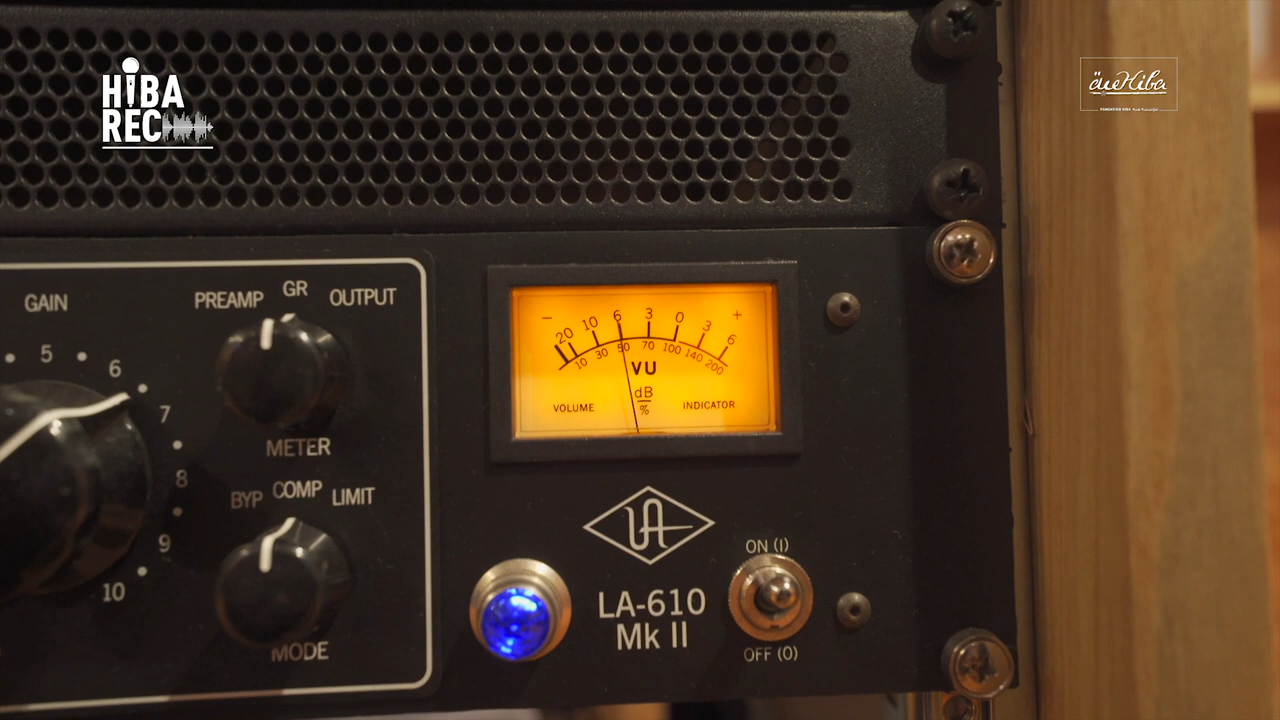 HiBA
REC
äuHiba
GAIN
PREAMP GR OUTPUT
5
6
7
8
9
10
METER
BYP COMP LIMIT
MODE
- +
20 10 6 3 0 3 6
10 30 50 70 100 140 200
VU
dB
%
VOLUME INDICATOR
UA
LA-610
Mk II
ON (I)
OFF (0)